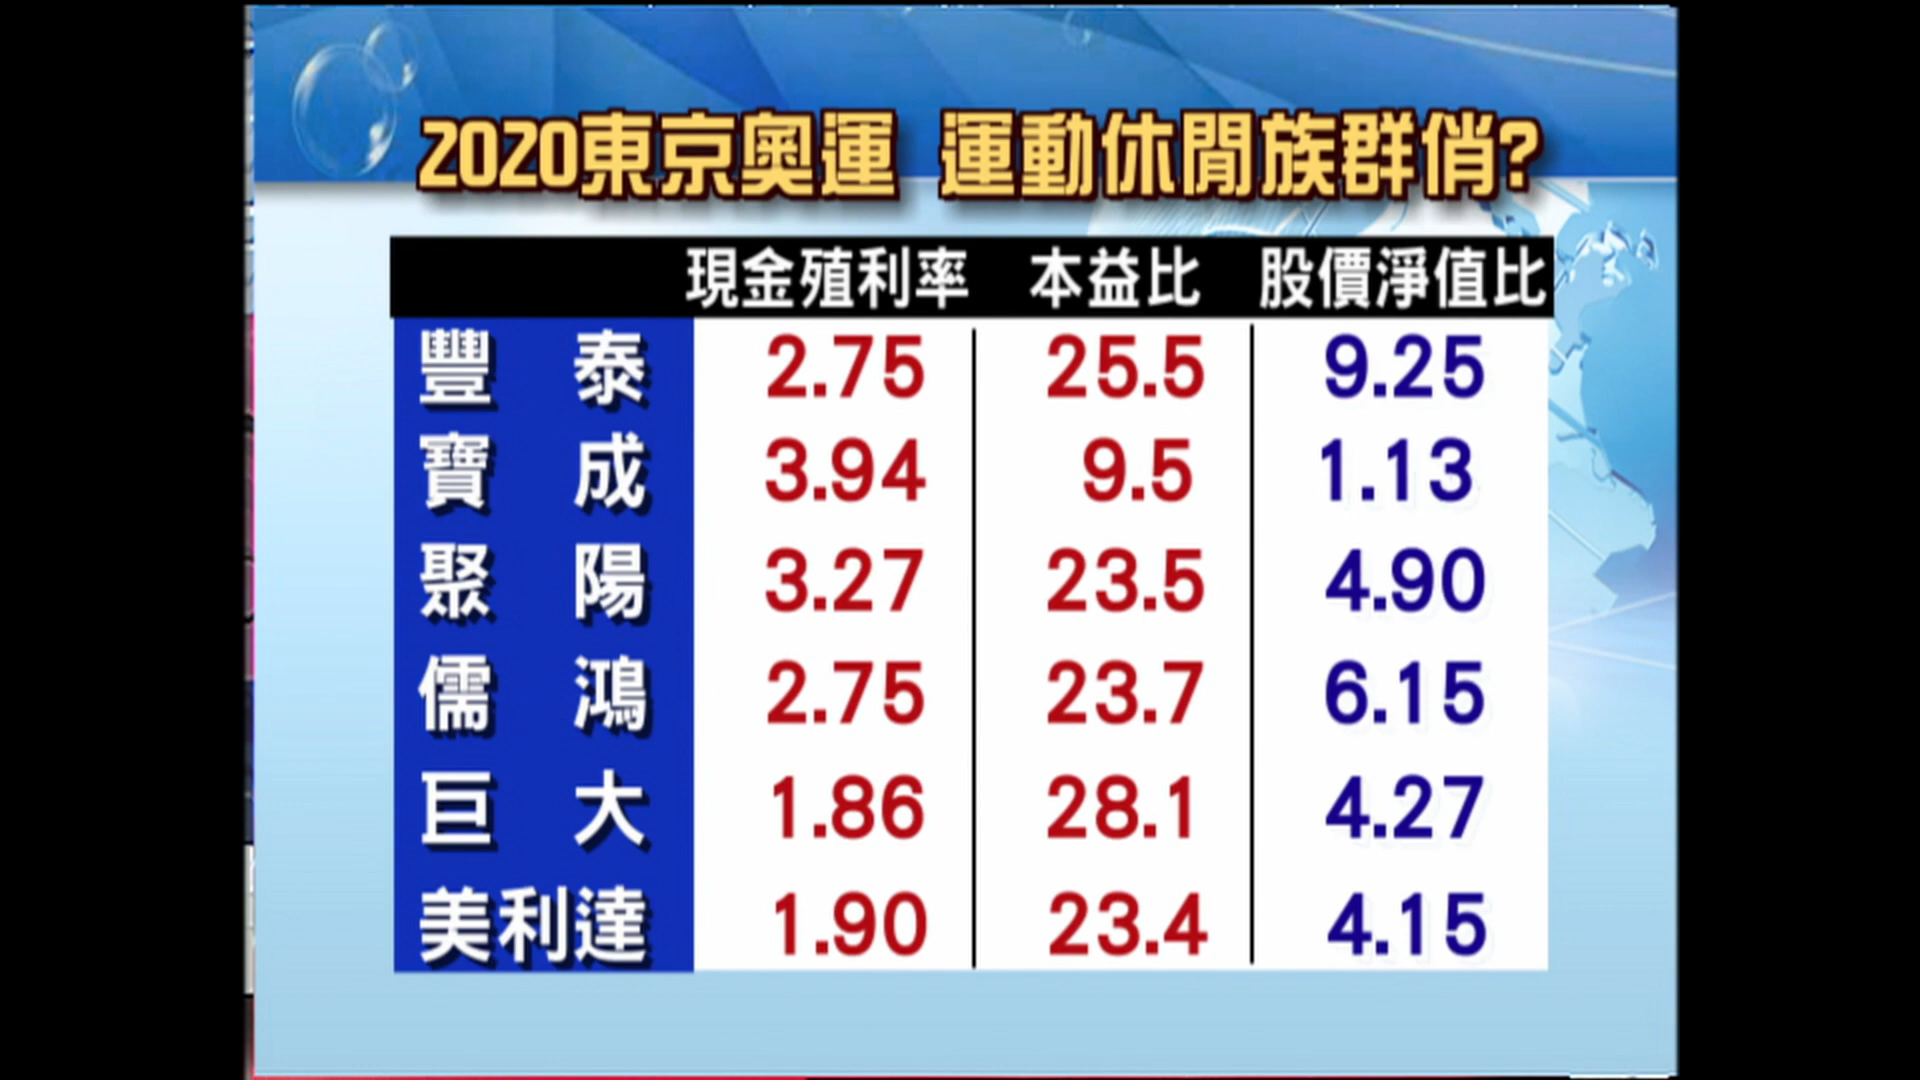 2020東京奧運 運動休閒族群俏?
現金殖利率 本益比 股價淨值比
豐泰 2.75 25.5 9.25
寶成 3.94 9.5 1.13
聚陽 3.27 23.5 4.90
儒鴻 2.75 23.7 6.15
巨大 1.86 28.1 4.27
美利達 1.90 23.4 4.15